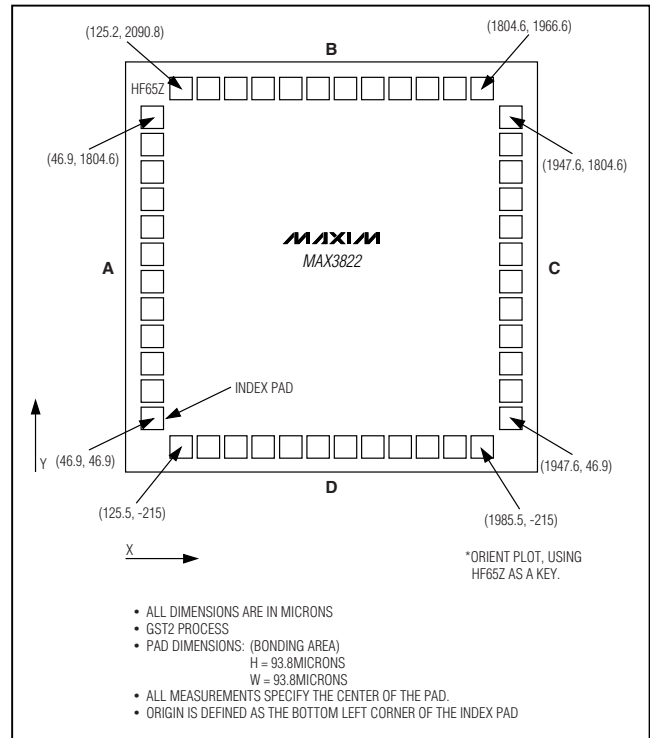 (125.2, 2090.8)
B
(1804.6, 1966.6)
HF65Z
(46.9, 1804.6)
(1947.6, 1804.6)
MAXIM
MAX3822
A
C
INDEX PAD
Y
(46.9, 46.9)
(1947.6, 46.9)
D
(125.5, -215)
(1985.5, -215)
X
*ORIENT PLOT, USING
HF65Z AS A KEY.
• ALL DIMENSIONS ARE IN MICRONS
• GST2 PROCESS
• PAD DIMENSIONS: (BONDING AREA)
H = 93.8MICRONS
W = 93.8MICRONS
• ALL MEASUREMENTS SPECIFY THE CENTER OF THE PAD.
• ORIGIN IS DEFINED AS THE BOTTOM LEFT CORNER OF THE INDEX PAD